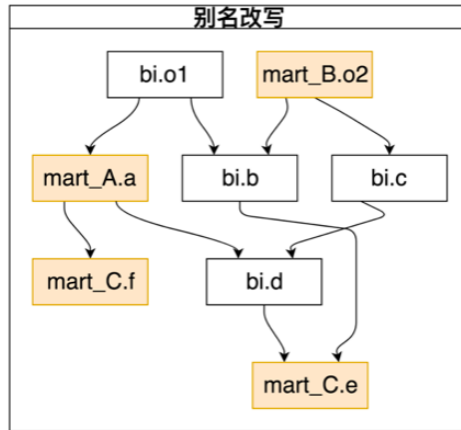 别名改写
bi.o1
mart_B.o2
mart_A.a
bi.b
bi.c
mart_C.f
bi.d
mart_C.e